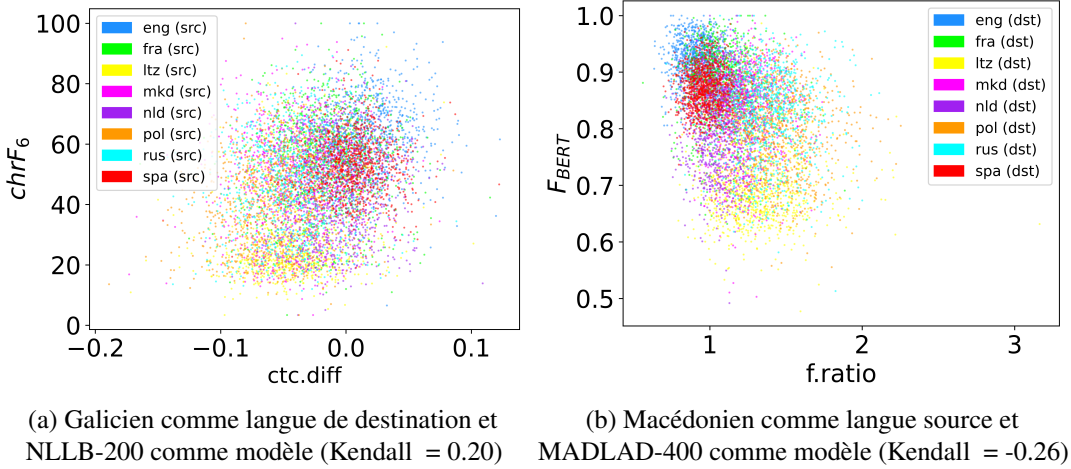 eng (src)
fra (src)
ltz (src)
mkd (src)
nld (src)
pol (src)
rus (src)
spa (src)
100
80
60
40
20
0
chrF6
−0.2
−0.1
0.0
0.1
ctc.diff
(a) Galicien comme langue de destination et
NLLB-200 comme modèle (Kendall = 0.20)
eng (dst)
fra (dst)
ltz (dst)
mkd (dst)
nld (dst)
pol (dst)
rus (dst)
spa (dst)
1.0
0.9
0.8
0.7
0.6
0.5
FBERT
1
2
3
f.ratio
(b) Macédonien comme langue source et
MADLAD-400 comme modèle (Kendall = -0.26)